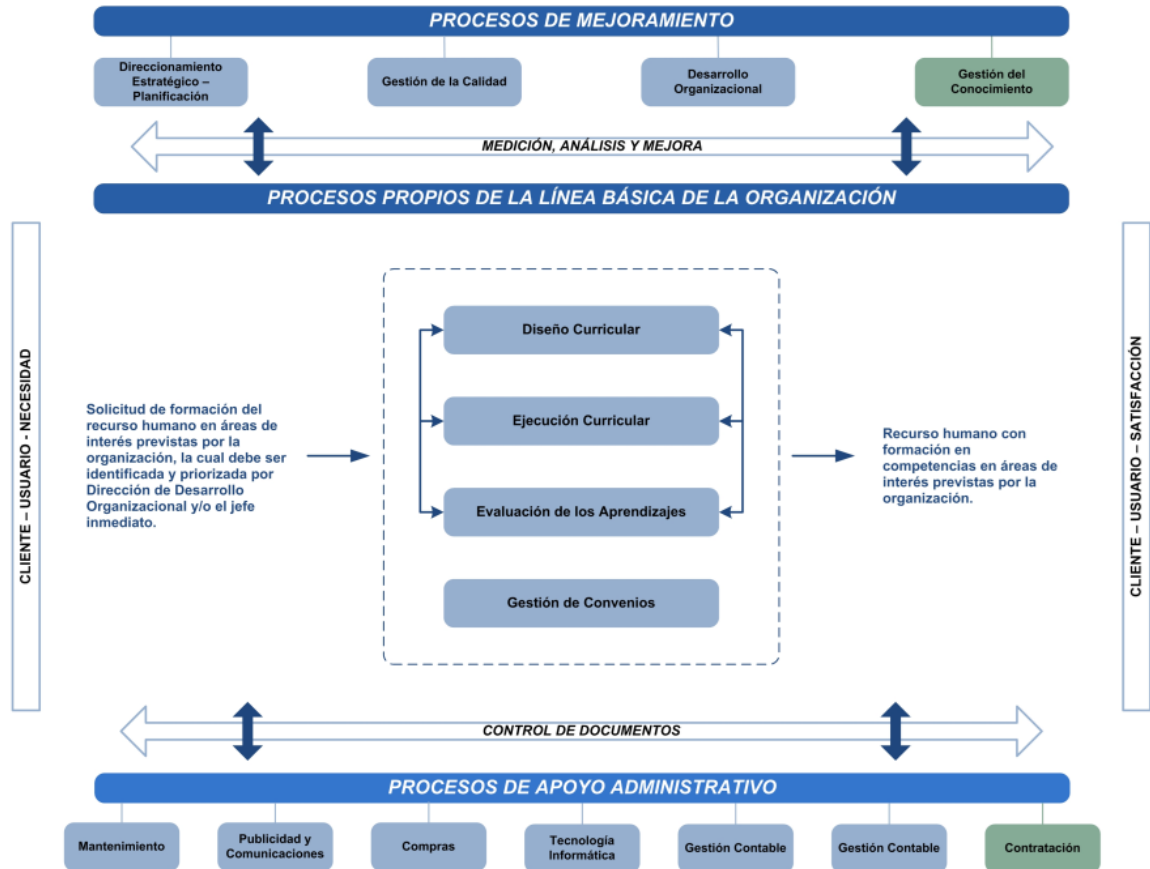 PROCESOS DE MEJORAMIENTO
Direccionamiento
Estratégico –
Planificación
Gestión de la Calidad
Desarrollo
Organizacional
Gestión del
Conocimiento
MEDICIÓN, ANÁLISIS Y MEJORA
PROCESOS PROPIOS DE LA LÍNEA BÁSICA DE LA ORGANIZACIÓN
CLIENTE – USUARIO - NECESIDAD
Solicitud de formación del
recurso humano en áreas de
interés previstas por la
organización, la cual debe ser
identificada y priorizada por
Dirección de Desarrollo
Organizacional y/o el jefe
inmediato.
Diseño Curricular
Ejecución Curricular
Evaluación de los Aprendizajes
Gestión de Convenios
Recurso humano con
formación en
competencias en áreas de
interés previstas por la
organización.
CLIENTE – USUARIO – SATISFACCIÓN
CONTROL DE DOCUMENTOS
PROCESOS DE APOYO ADMINISTRATIVO
Mantenimiento
Publicidad y
Comunicaciones
Compras
Tecnología
Informática
Gestión Contable
Gestión Contable
Contratación